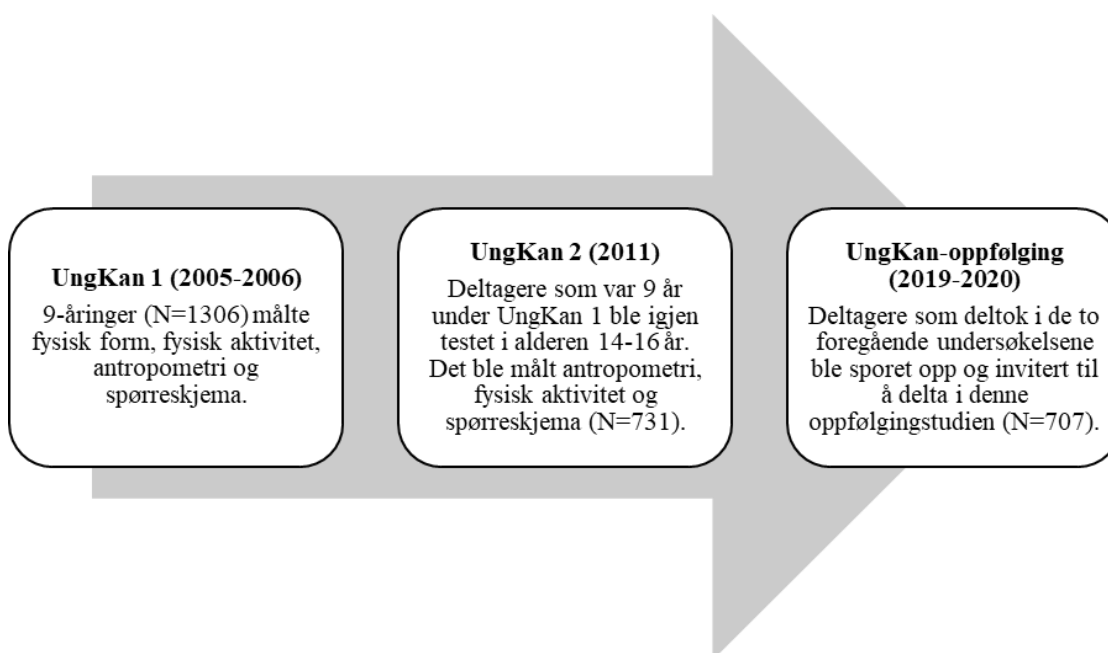 UngKan 1 (2005-2006)
9-åringer (N=1306) målte
fysisk form, fysisk aktivitet,
antropometri og
spørreskjema.
UngKan 2 (2011)
Deltagere som var 9 år
under UngKan 1 ble igjen
testet i alderen 14-16 år.
Det ble målt antropometri,
fysisk aktivitet og
spørreskjema (N=731).
UngKan-oppfølging
(2019-2020)
Deltagere som deltok i de to
foregående undersøkelsene
ble sporet opp og invitert til
å delta i denne
oppfølgingstudien (N=707).